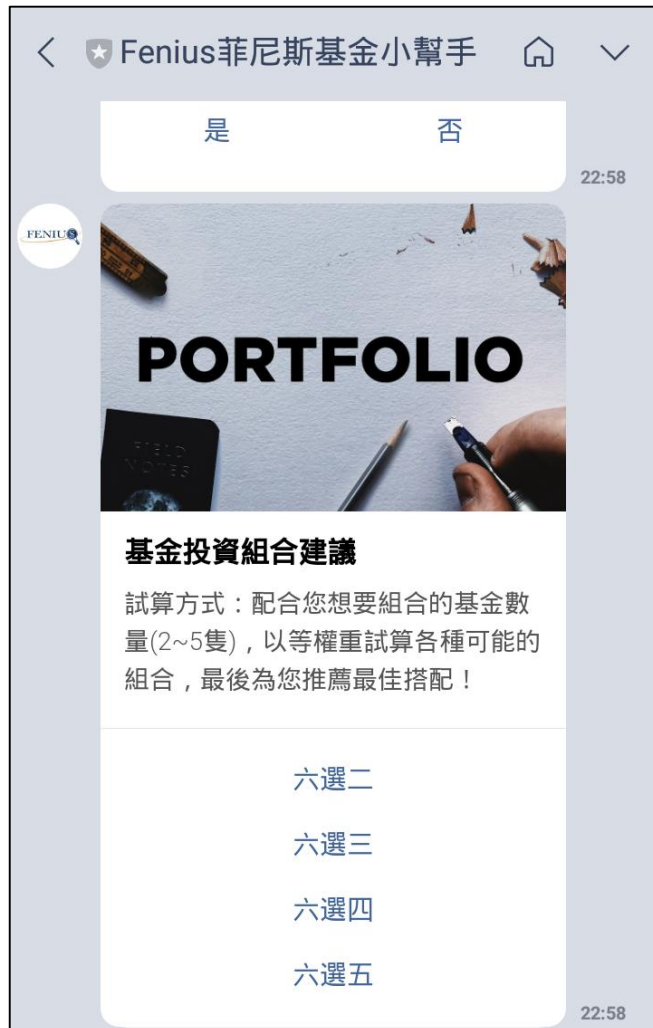 Fenius菲尼斯基金小幫手
是 否
22:58
FENIUS
PORTFOLIO
FIELD
NOTES
基金投資組合建議
試算方式：配合您想要組合的基金數
量(2~5隻)，以等權重試算各種可能的
組合，最後為您推薦最佳搭配！
六選二
六選三
六選四
六選五
22:58